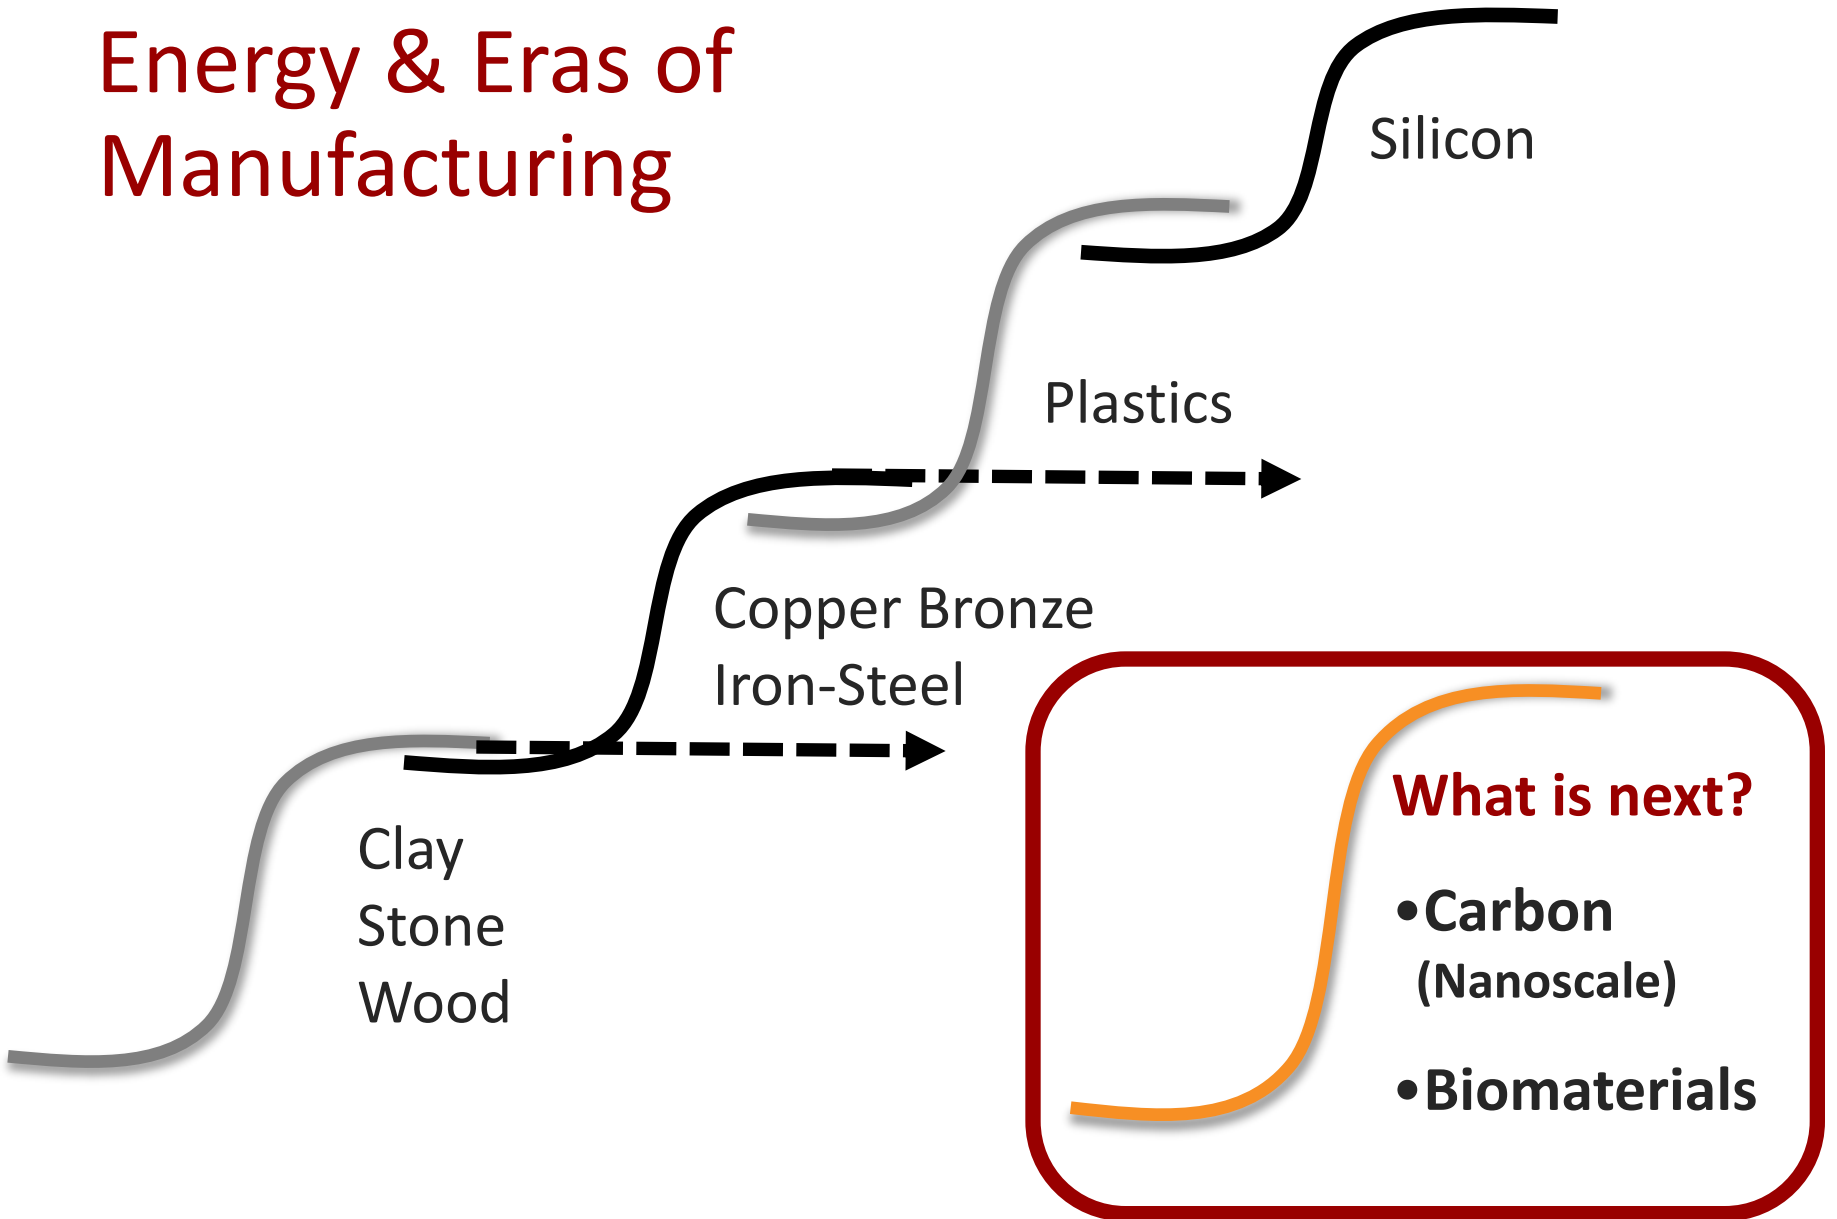 Energy & Eras of
Manufacturing
Silicon
Plastics
Copper Bronze
Iron-Steel
Clay
Stone
Wood
What is next?
•Carbon
(Nanoscale)
•Biomaterials